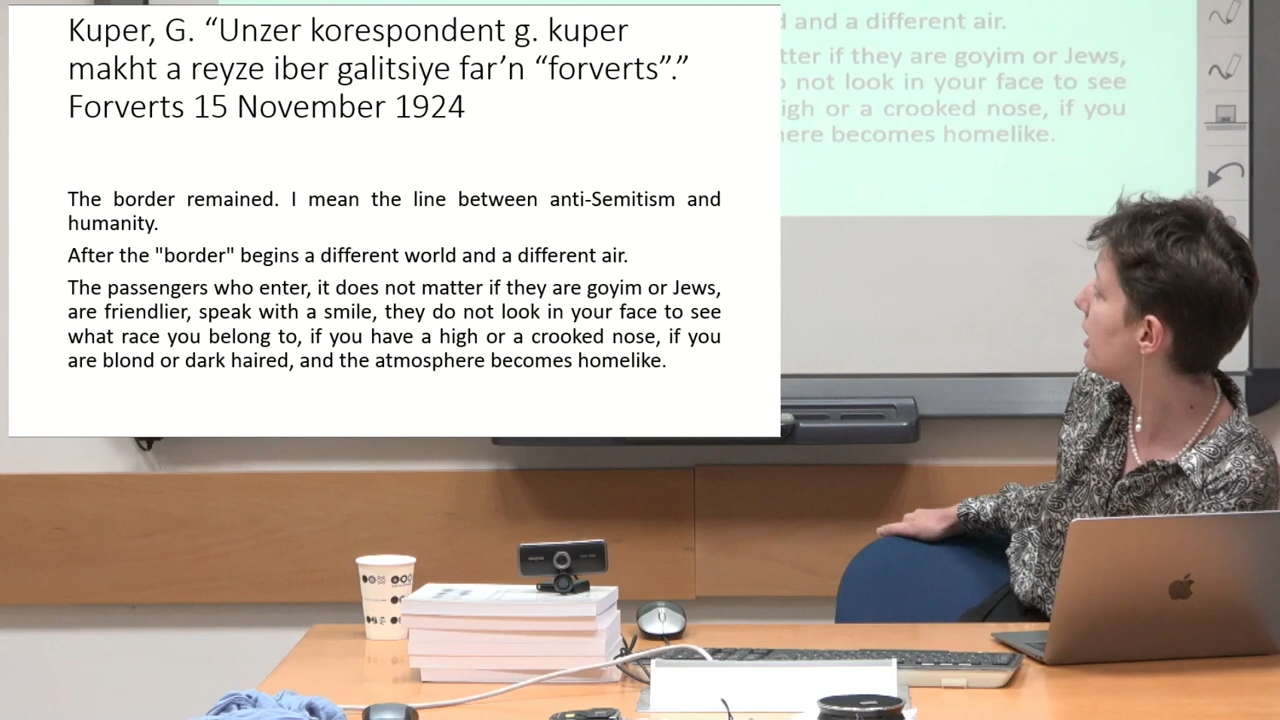 Kuper, G. “Unzer korespondent g. kuper
makht a reyze iber galitsiye far’n “forverts”.”
Forverts 15 November 1924
The border remained. I mean the line between anti-Semitism and
humanity.
After the "border" begins a different world and a different air.
The passengers who enter, it does not matter if they are goyim or Jews,
are friendlier, speak with a smile, they do not look in your face to see
what race you belong to, if you have a high or a crooked nose, if you
are blond or dark haired, and the atmosphere becomes homelike.
and a different air.
tter if they are goyim or Jews,
not look in your face to see
igh or a crooked nose, if you
ere becomes homelike.